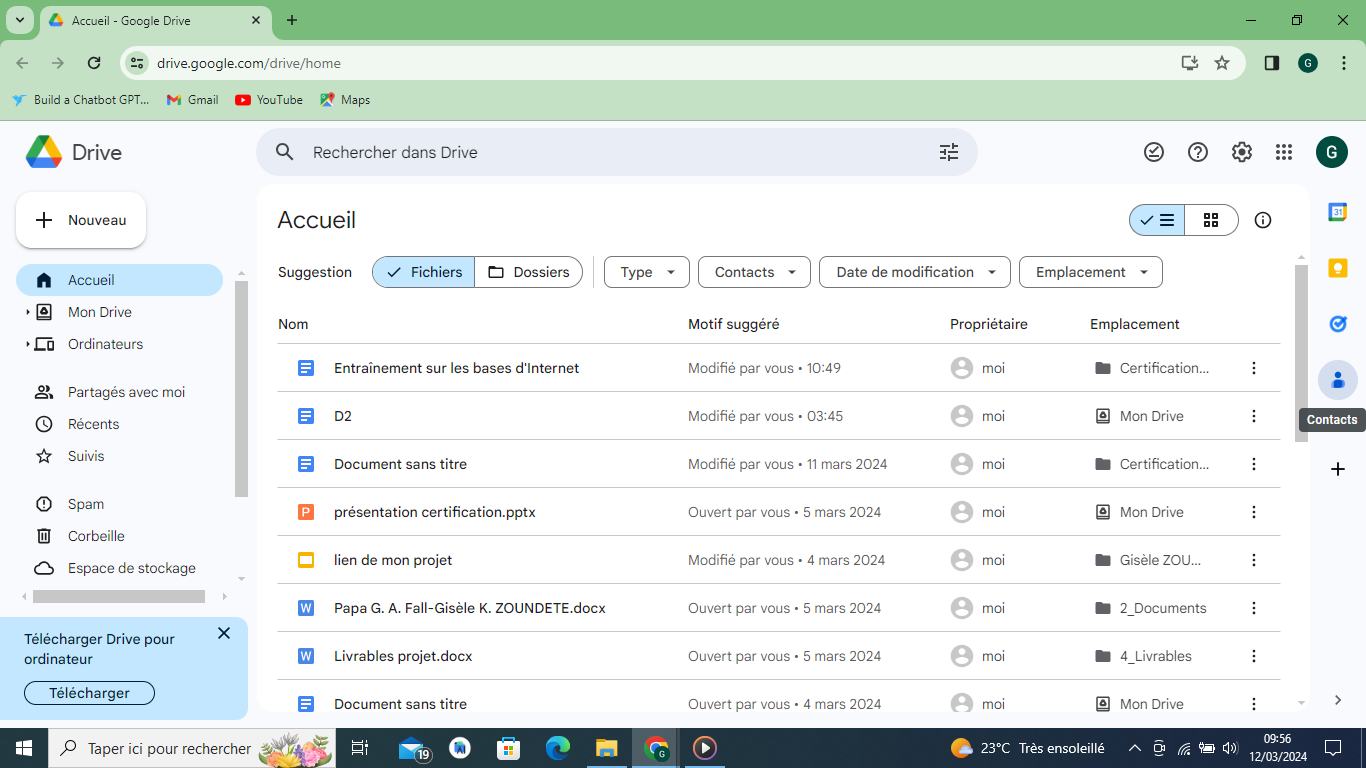 Accueil - Google Drive
drive.google.com/drive/home
G
Build a Chatbot GPT...
Gmail
YouTube
Maps
Drive
Rechercher dans Drive
G
Nouveau
Accueil
Mon Drive
Ordinateurs
Partagés avec moi
Récents
Suivis
Spam
Corbeille
Espace de stockage
Télécharger Drive pour
ordinateur
Télécharger
Accueil
Suggestion
Fichiers
Dossiers
Type
Contacts
Date de modification
Emplacement
Nom Motif suggéré Propriétaire Emplacement
Entraînement sur les bases d'Internet Modifié par vous • 10:49 moi Certification...
D2 Modifié par vous • 03:45 moi Mon Drive
Document sans titre Modifié par vous • 11 mars 2024 moi Certification...
P présentation certification.pptx Ouvert par vous • 5 mars 2024 moi Mon Drive
lien de mon projet Modifié par vous • 4 mars 2024 moi Gisèle ZOU...
W Papa G. A. Fall-Gisèle K. ZOUNDETE.docx Ouvert par vous • 5 mars 2024 moi 2_Documents
W Livrables projet.docx Ouvert par vous • 5 mars 2024 moi 4_Livrables
Document sans titre Ouvert par vous • 4 mars 2024 moi Mon Drive
31
Contacts
Taper ici pour rechercher
19
G
23°C Très ensoleillé
09:56
12/03/2024